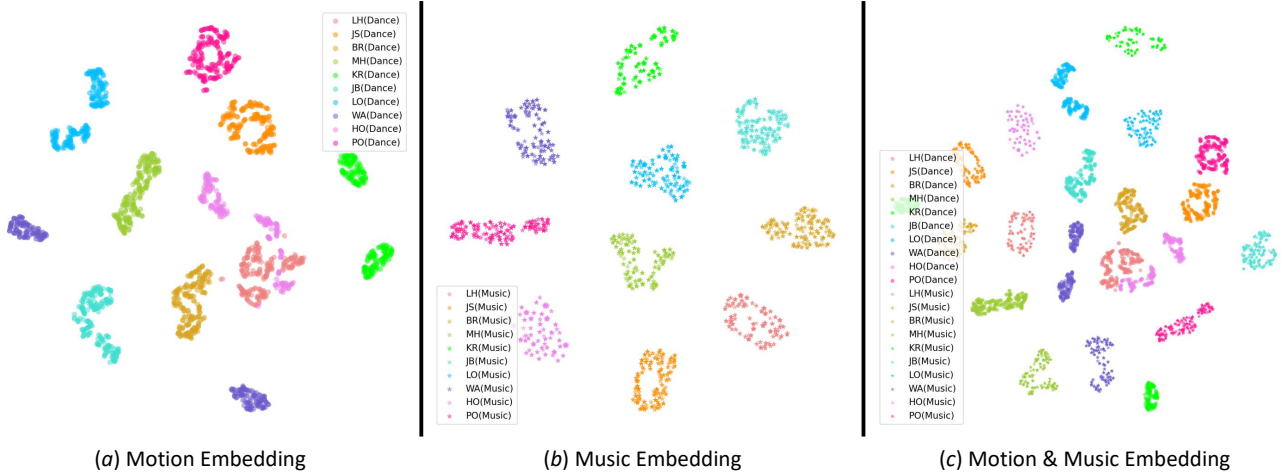 LH(Dance)
JS(Dance)
BR(Dance)
MH(Dance)
KR(Dance)
JB(Dance)
LO(Dance)
WA(Dance)
HO(Dance)
PO(Dance)
(a) Motion Embedding
LH(Music)
JS(Music)
BR(Music)
MH(Music)
KR(Music)
JB(Music)
LO(Music)
WA(Music)
HO(Music)
PO(Music)
(b) Music Embedding
LH(Dance)
JS(Dance)
BR(Dance)
MH(Dance)
KR(Dance)
JB(Dance)
LO(Dance)
WA(Dance)
HO(Dance)
PO(Dance)
LH(Music)
JS(Music)
BR(Music)
MH(Music)
KR(Music)
JB(Music)
LO(Music)
WA(Music)
HO(Music)
PO(Music)
(c) Motion & Music Embedding